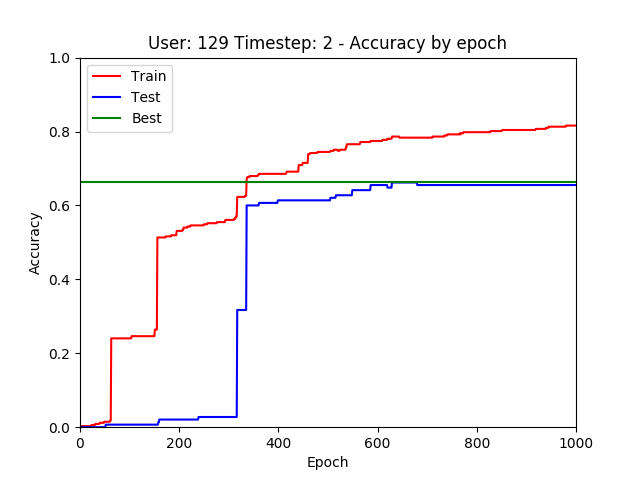 User: 129 Timestep: 2 - Accuracy by epoch
Train
Test
Best
Accuracy
1.0
0.8
0.6
0.4
0.2
0.0
0 200 400 600 800 1000
Epoch